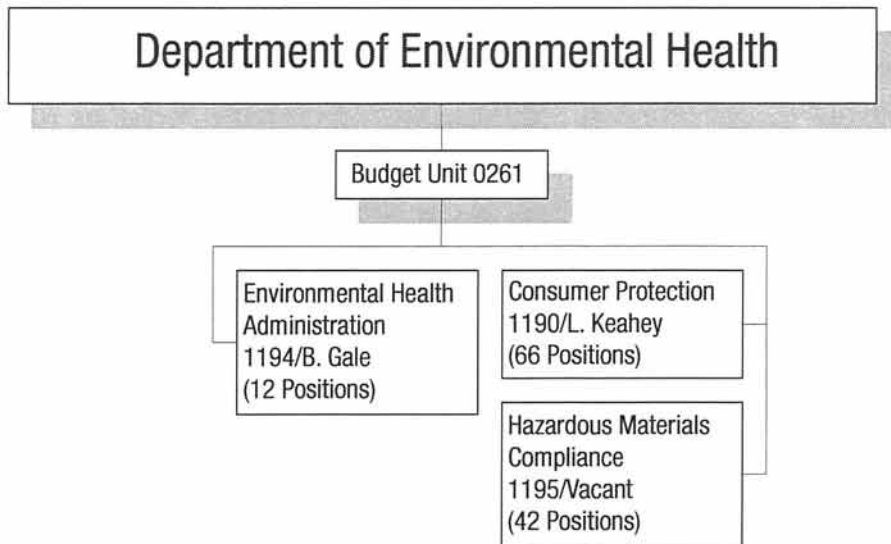 Department of Environmental Health
Budget Unit 0261
Environmental Health
Administration
1194/B. Gale
(12 Positions)
Consumer Protection
1190/L. Keahey
(66 Positions)
Hazardous Materials
Compliance
1195/Vacant
(42 Positions)